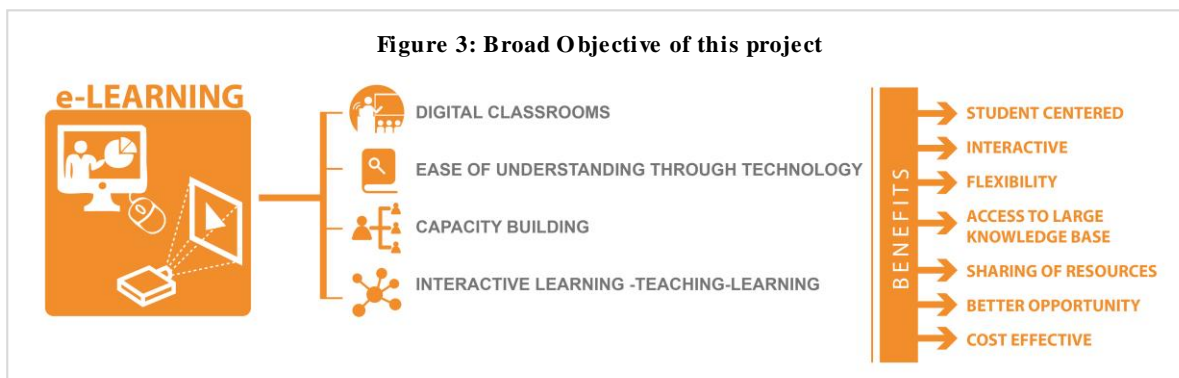 Figure 3: Broad Objective of this project
e-LEARNING
DIGITAL CLASSROOMS
EASE OF UNDERSTANDING THROUGH TECHNOLOGY
CAPACITY BUILDING
INTERACTIVE LEARNING -TEACHING-LEARNING
BENEFITS
STUDENT CENTERED
INTERACTIVE
FLEXIBILITY
ACCESS TO LARGE
KNOWLEDGE BASE
SHARING OF RESOURCES
BETTER OPPORTUNITY
COST EFFECTIVE